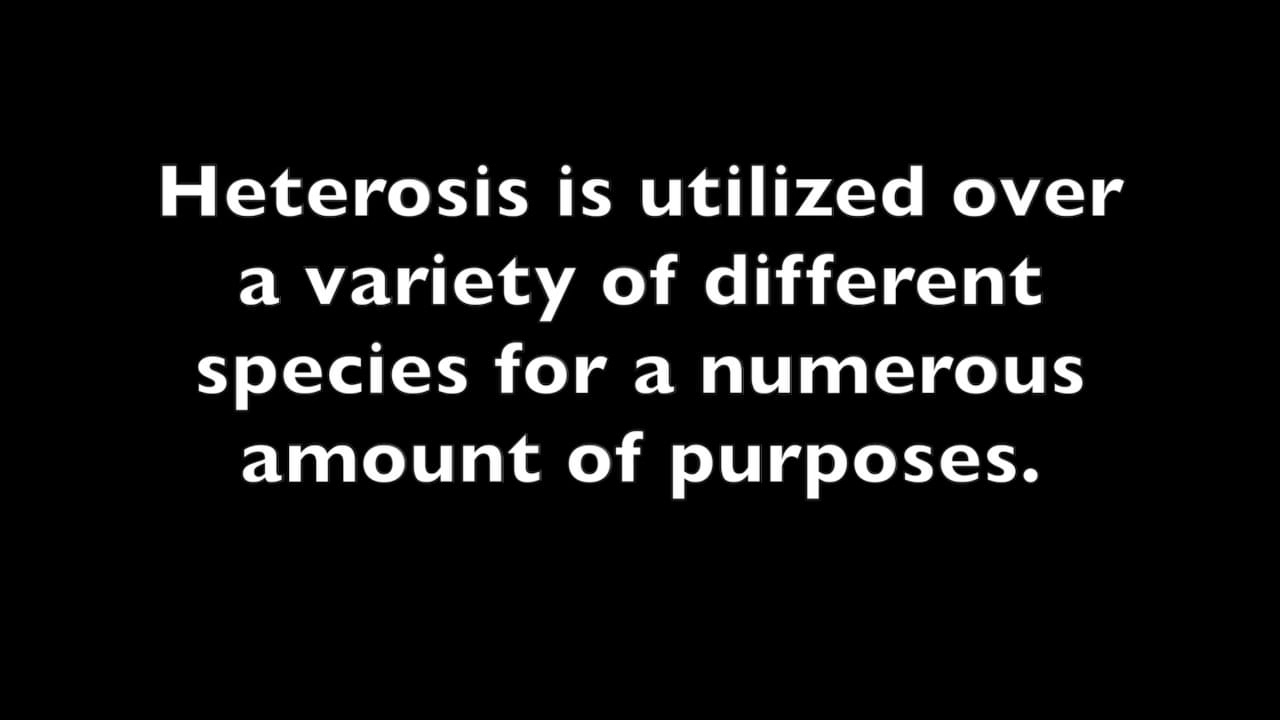 Heterosis is utilized over
a variety of different
species for a numerous
amount of purposes.